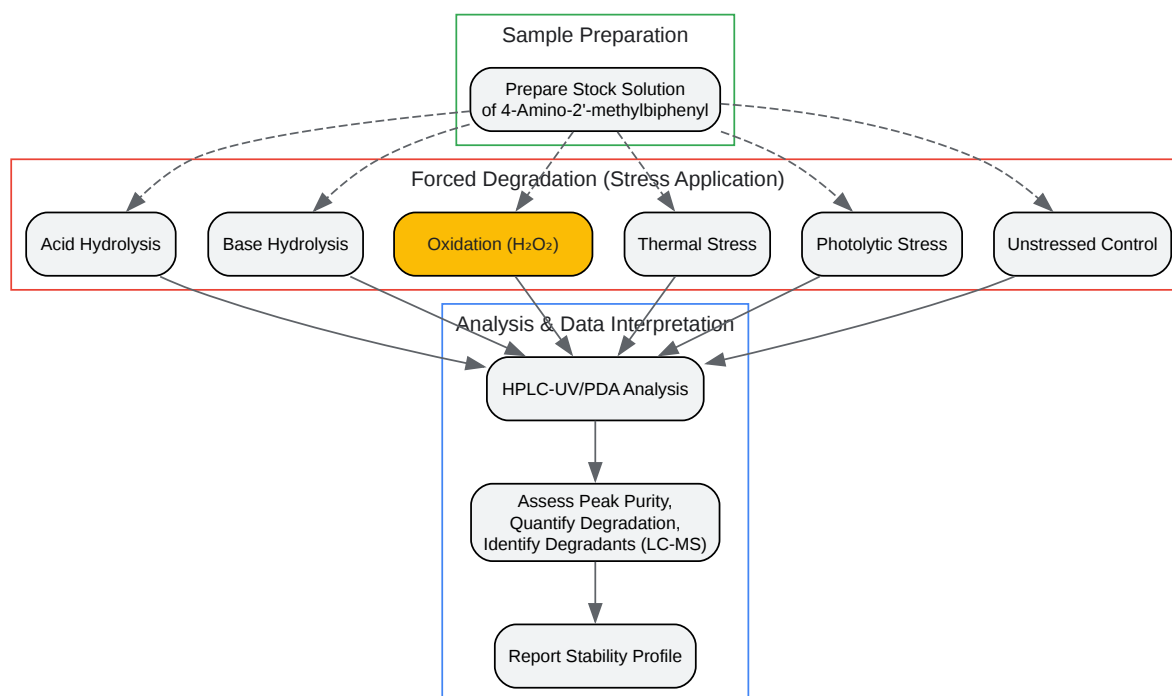 Sample Preparation
Prepare Stock Solution
of 4-Amino-2'-methylbiphenyl
Forced Degradation (Stress Application)
Acid Hydrolysis
Base Hydrolysis
Oxidation (H₂O₂)
Thermal Stress
Photolytic Stress
Unstressed Control
Analysis & Data Interpretation
HPLC-UV/PDA Analysis
Assess Peak Purity,
Quantify Degradation,
Identify Degradants (LC-MS)
Report Stability Profile